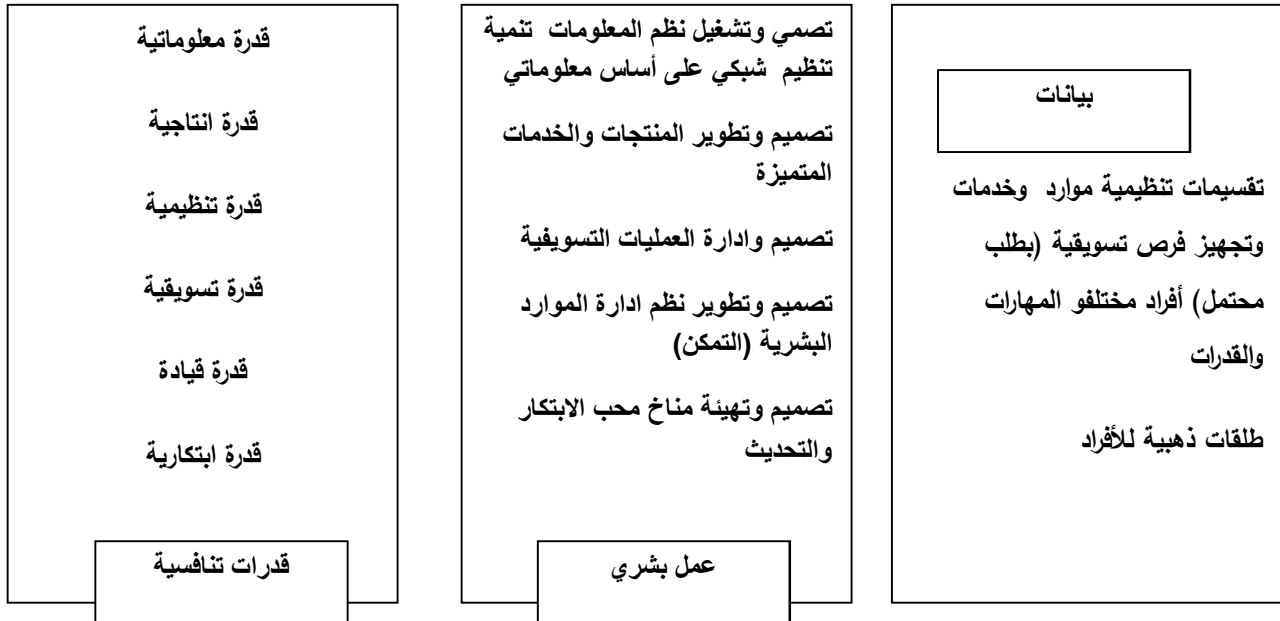 بيانات
تقسيمات تنظيمية موارد وخدمات
وتجهيز فرص تسويقية (بطلب
محتمل) أفراد مختلفو المهارات
والقدرات
طلقات ذهبية للأفراد
تصمي وتشغيل نظم المعلومات تنمية
تنظيم شبكي على أساس معلوماتي
تصميم وتطوير المنتجات والخدمات
المتميزة
تصميم وادارة العمليات التسويفية
تصميم وتطوير نظم ادارة الموارد
البشرية (التمكن)
تصميم وتهيئة مناخ محب الابتكار
والتحديث
عمل بشري
قدرة معلوماتية
قدرة انتاجية
قدرة تنظيمية
قدرة تسويقية
قدرة قيادة
قدرة ابتكارية
قدرات تنافسية